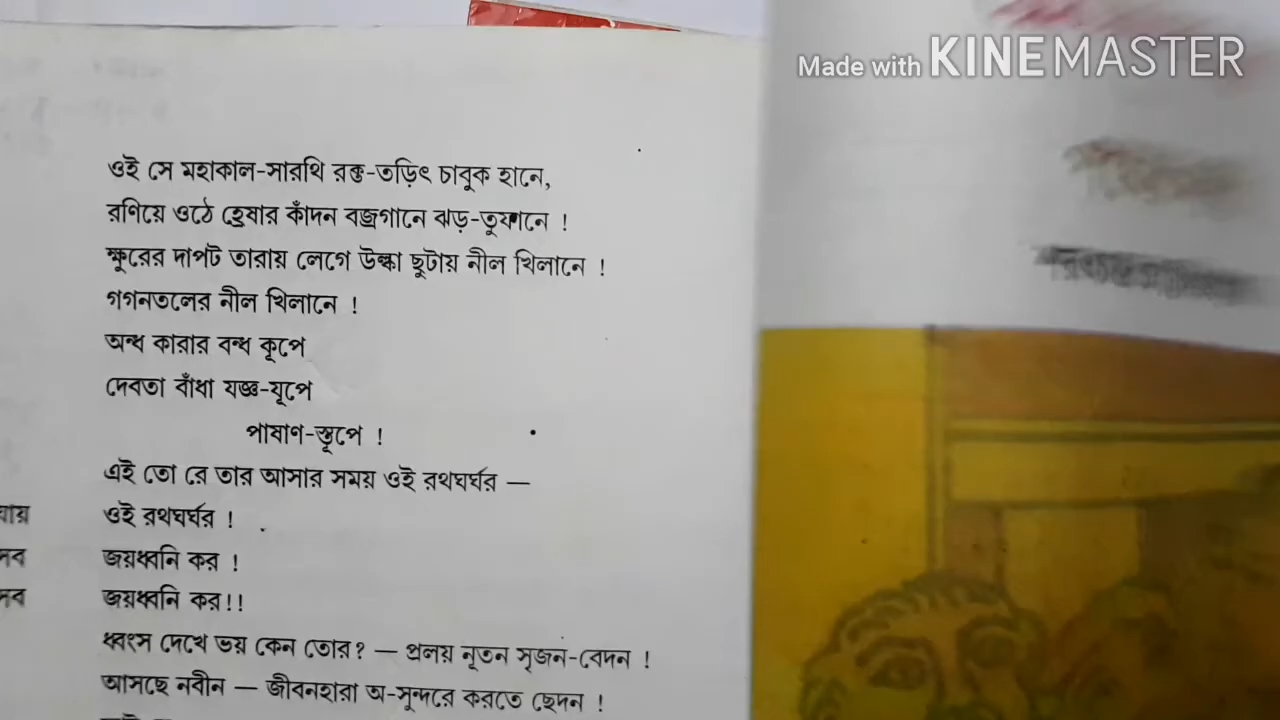 Made with KINEMASTER
ওই সে মহাকাল-সারথি রক্ত-তড়িৎ চাবুক হানে,
রণিয়ে ওঠে হ্রেষার কাঁদন বজ্রগানে ঝড়-তুফানে !
ক্ষুরের দাপট তারায় লেগে উল্কা ছুটায় নীল খিলানে !
গগনতলের নীল খিলানে !
অন্ধ কারার বন্ধ কূপে
দেবতা বাঁধা যজ্ঞ-যূপে
পাষাণ-স্তূপে !
এই তো রে তার আসার সময় ওই রথঘর্ঘর —
ওই রথঘর্ঘর !
জয়ধ্বনি কর !
জয়ধ্বনি কর!!
ধ্বংস দেখে ভয় কেন তোর? — প্রলয় নূতন সৃজন-বেদন !
আসছে নবীন — জীবনহারা অ-সুন্দরে করতে ছেদন !